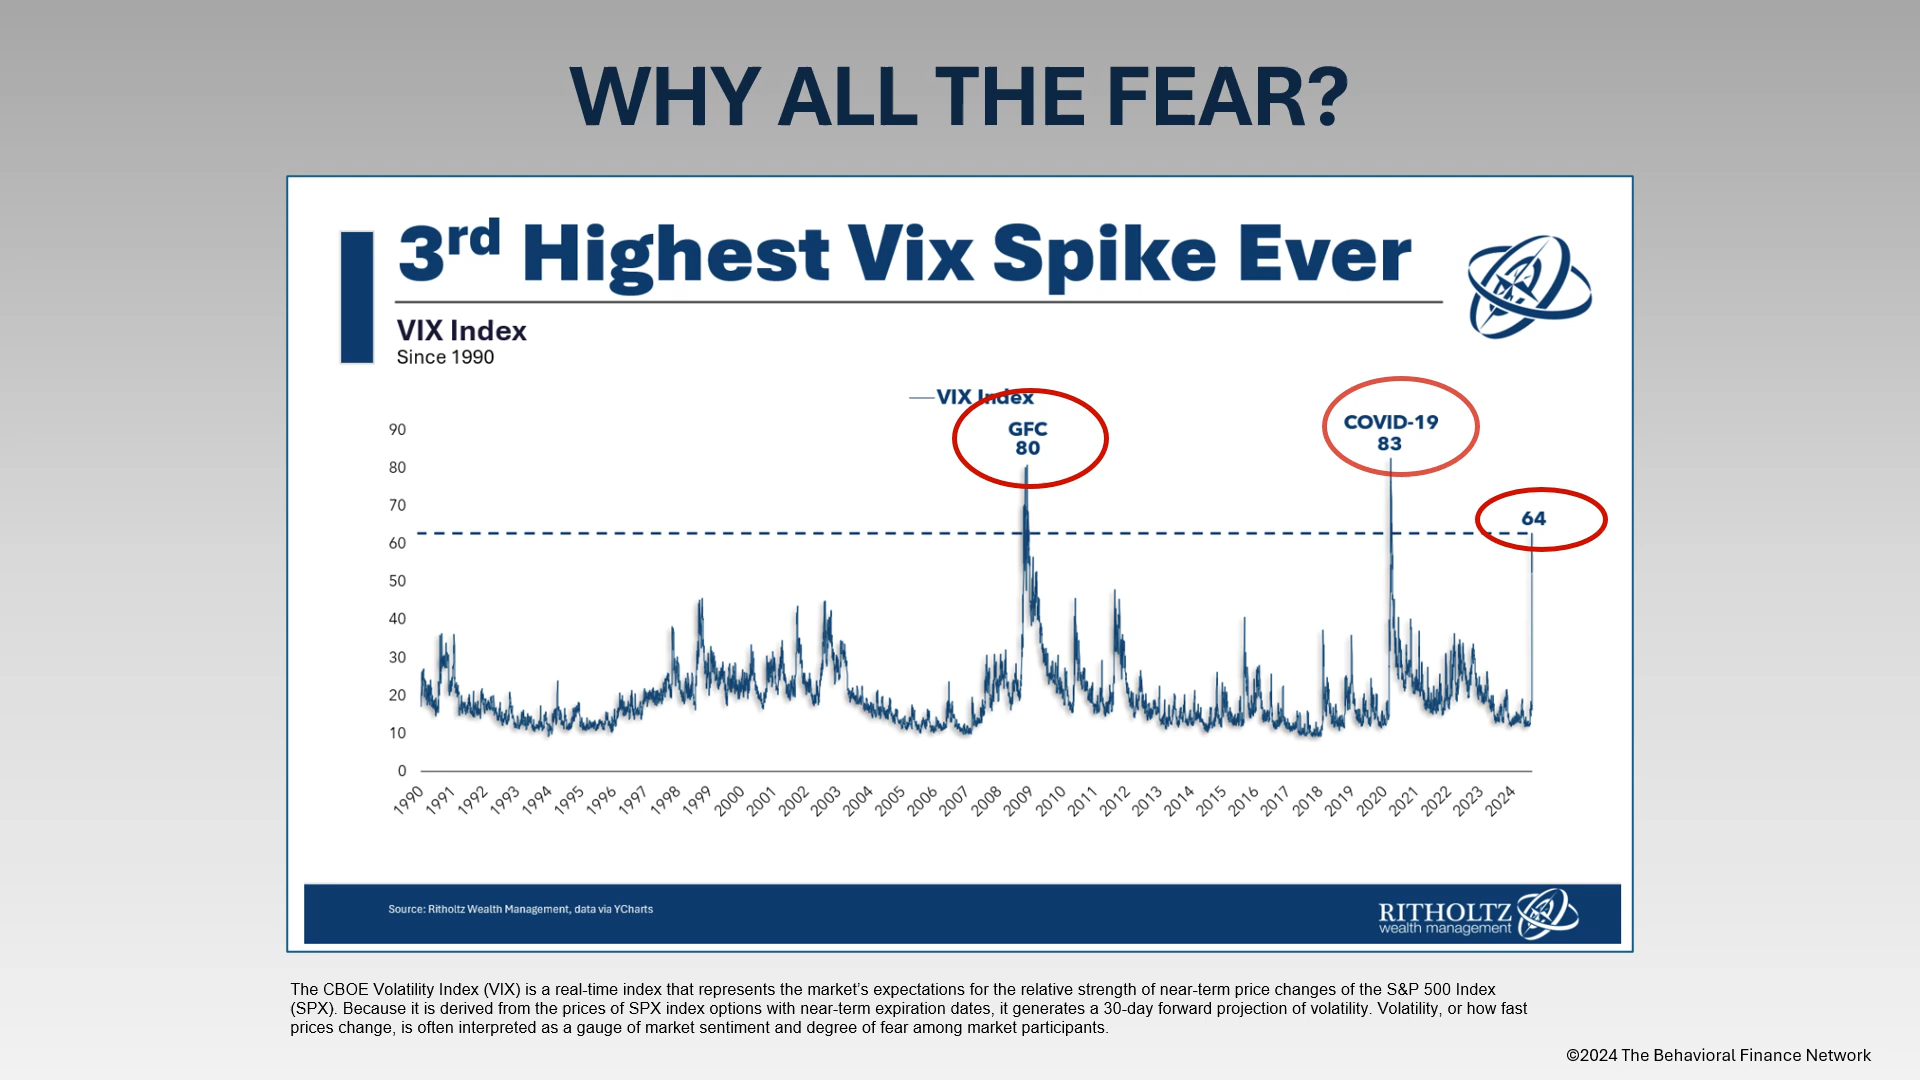 WHY ALL THE FEAR?
3rd Highest Vix Spike Ever
VIX Index
Since 1990
VIX Index
GFC
80
COVID-19
83
64
90
80
70
60
50
40
30
20
10
0
1990 1991 1992 1993 1994 1995 1996 1997 1998 1999 2000 2001 2002 2003 2004 2005 2006 2007 2008 2009 2010 2011 2012 2013 2014 2015 2016 2017 2018 2019 2020 2021 2022 2023 2024
Source: Ritholtz Wealth Management, data via YCharts
RITHOLTZ
wealth management
The CBOE Volatility Index (VIX) is a real-time index that represents the market’s expectations for the relative strength of near-term price changes of the S&P 500 Index
(SPX). Because it is derived from the prices of SPX index options with near-term expiration dates, it generates a 30-day forward projection of volatility. Volatility, or how fast
prices change, is often interpreted as a gauge of market sentiment and degree of fear among market participants.
©2024 The Behavioral Finance Network